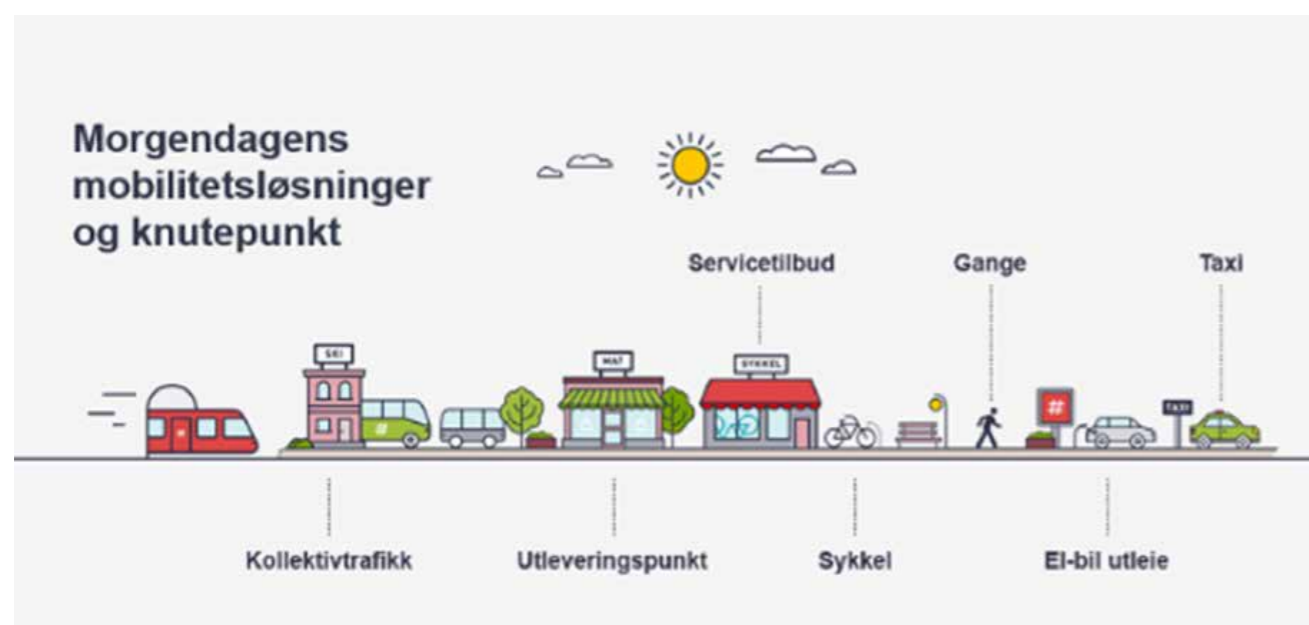 Morgendagens
mobilitetsløsninger
og knutepunkt
Servicetilbud
Gange
Taxi
SKI
MAT
SYKKEL
#
#
TAXI
Kollektivtrafikk
Utleveringspunkt
Sykkel
El-bil utleie